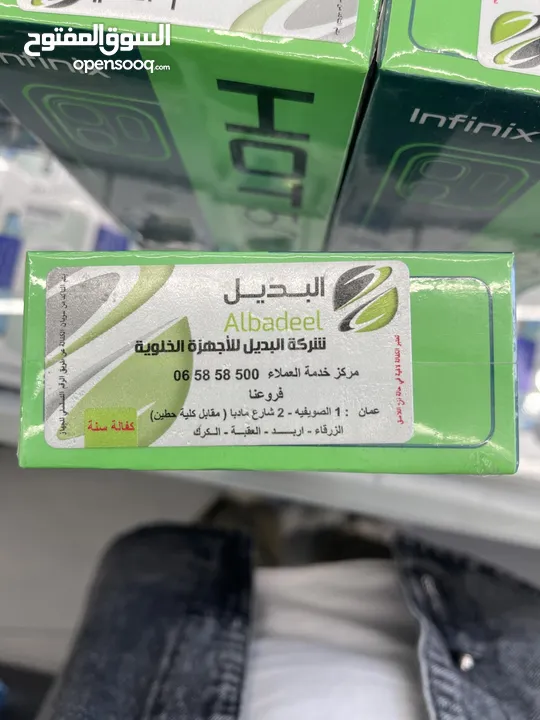 السوق المفتوح
opensooq.com
Infinix
HOT
Infinix
البديل
Albadeel
شركة البديل للأجهزة الخلوية
مركز خدمة العملاء 500 58 58 06
فروعنا
عمان : 1 الصويفيه - 2 شارع مادبا ( مقابل كلية حطين)
الزرقاء - اربد - العقبة - الكرك
كفالة سنة